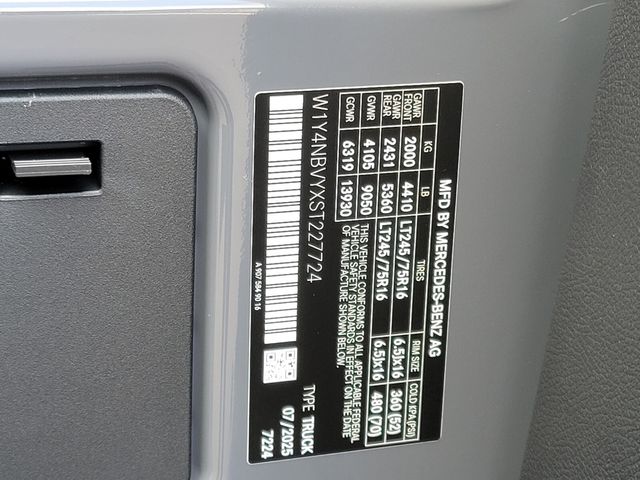 MFD BY MERCEDES-BENZ AG
KG LB TIRES RIM SIZE COLD KPA (PSI)
GAWR FRONT 2000 4410 LT245/75R16 6.5Jx16 360 (52)
GAWR REAR 2431 5360 LT245/75R16 6.5Jx16 480 (70)
GVWR 4105 9050
GCWR 6319 13930
THIS VEHICLE CONFORMS TO ALL APPLICABLE FEDERAL
VEHICLE SAFETY STANDARDS IN EFFECT ON THE DATE
OF MANUFACTURE SHOWN BELOW.
W1Y4NBVYXST227724
TYPE TRUCK
07/2025
7224
A 907 584 90 16